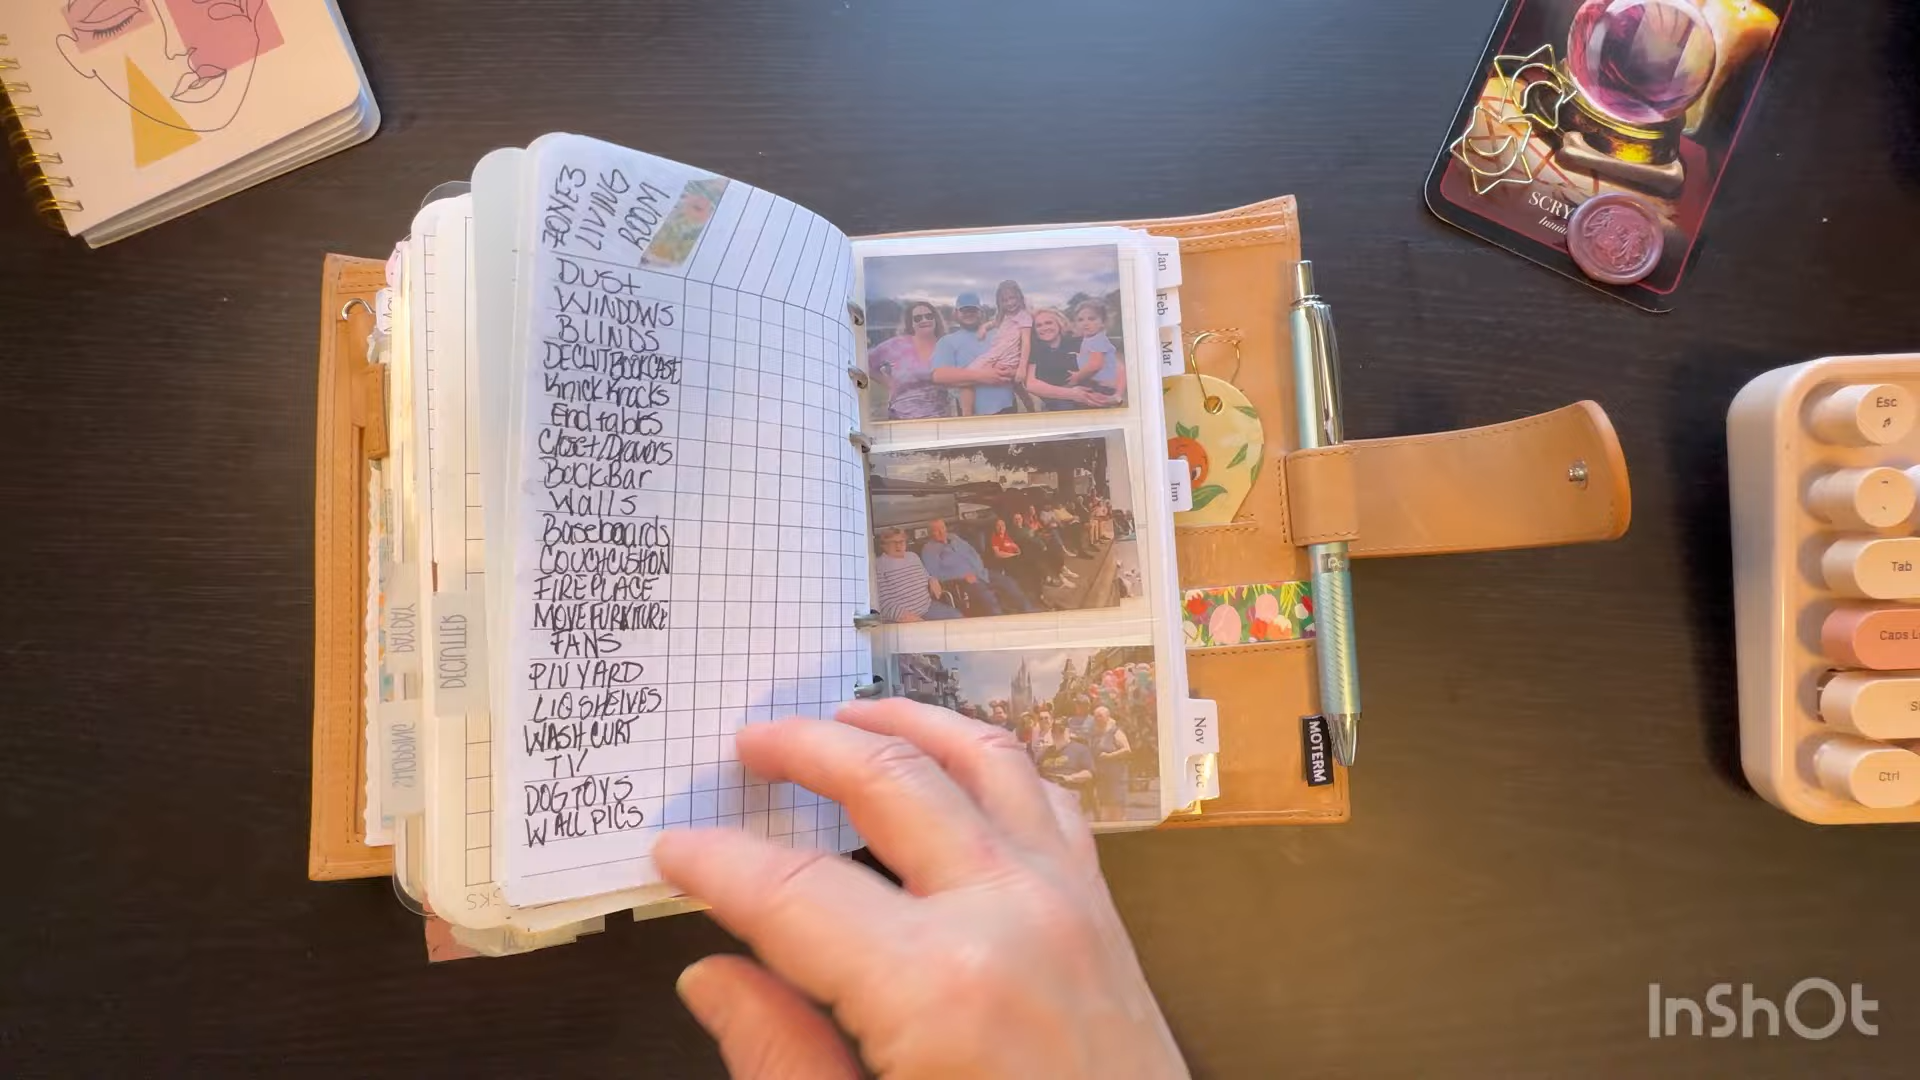 ZONE 3
LIVING
ROOM
DUST
WINDOWS
BLINDS
DECLUT BOOKCASE
Knick Knacks
End tables
Closet/Drawers
Back Bar
Walls
Baseboards
COUCH CUSHON
FIREPLACE
MOVE FURNITURE
FANS
PIN YARD
LIQ SHELVES
WASH CURT
TV
DOG TOYS
WALL PICS
DECLUTTER
Jan
Feb
Mar
Jun
Nov
Dec
MOTERM
SCRY
Esc
Tab
Caps L
Ctrl
InShOt